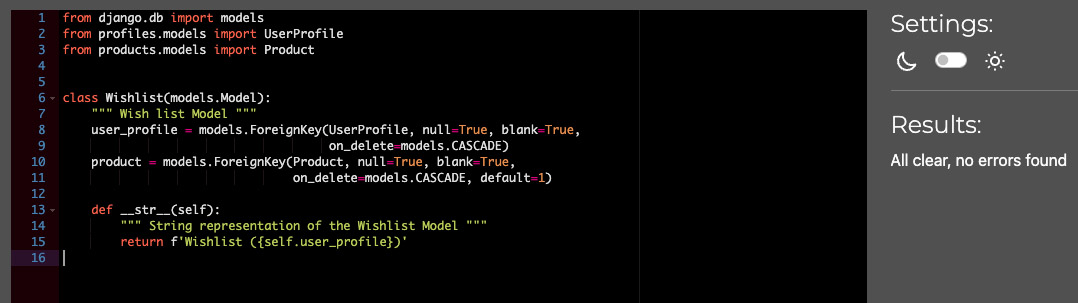 1 from django.db import models
2 from profiles.models import UserProfile
3 from products.models import Product
4
5
6 class Wishlist(models.Model):
7     """ Wish list Model """
8     user_profile = models.ForeignKey(UserProfile, null=True, blank=True,
9                                      on_delete=models.CASCADE)
10     product = models.ForeignKey(Product, null=True, blank=True,
11                                 on_delete=models.CASCADE, default=1)
12
13     def __str__(self):
14         """ String representation of the Wishlist Model """
15         return f'Wishlist ({self.user_profile})'
16
Settings:
Results:
All clear, no errors found